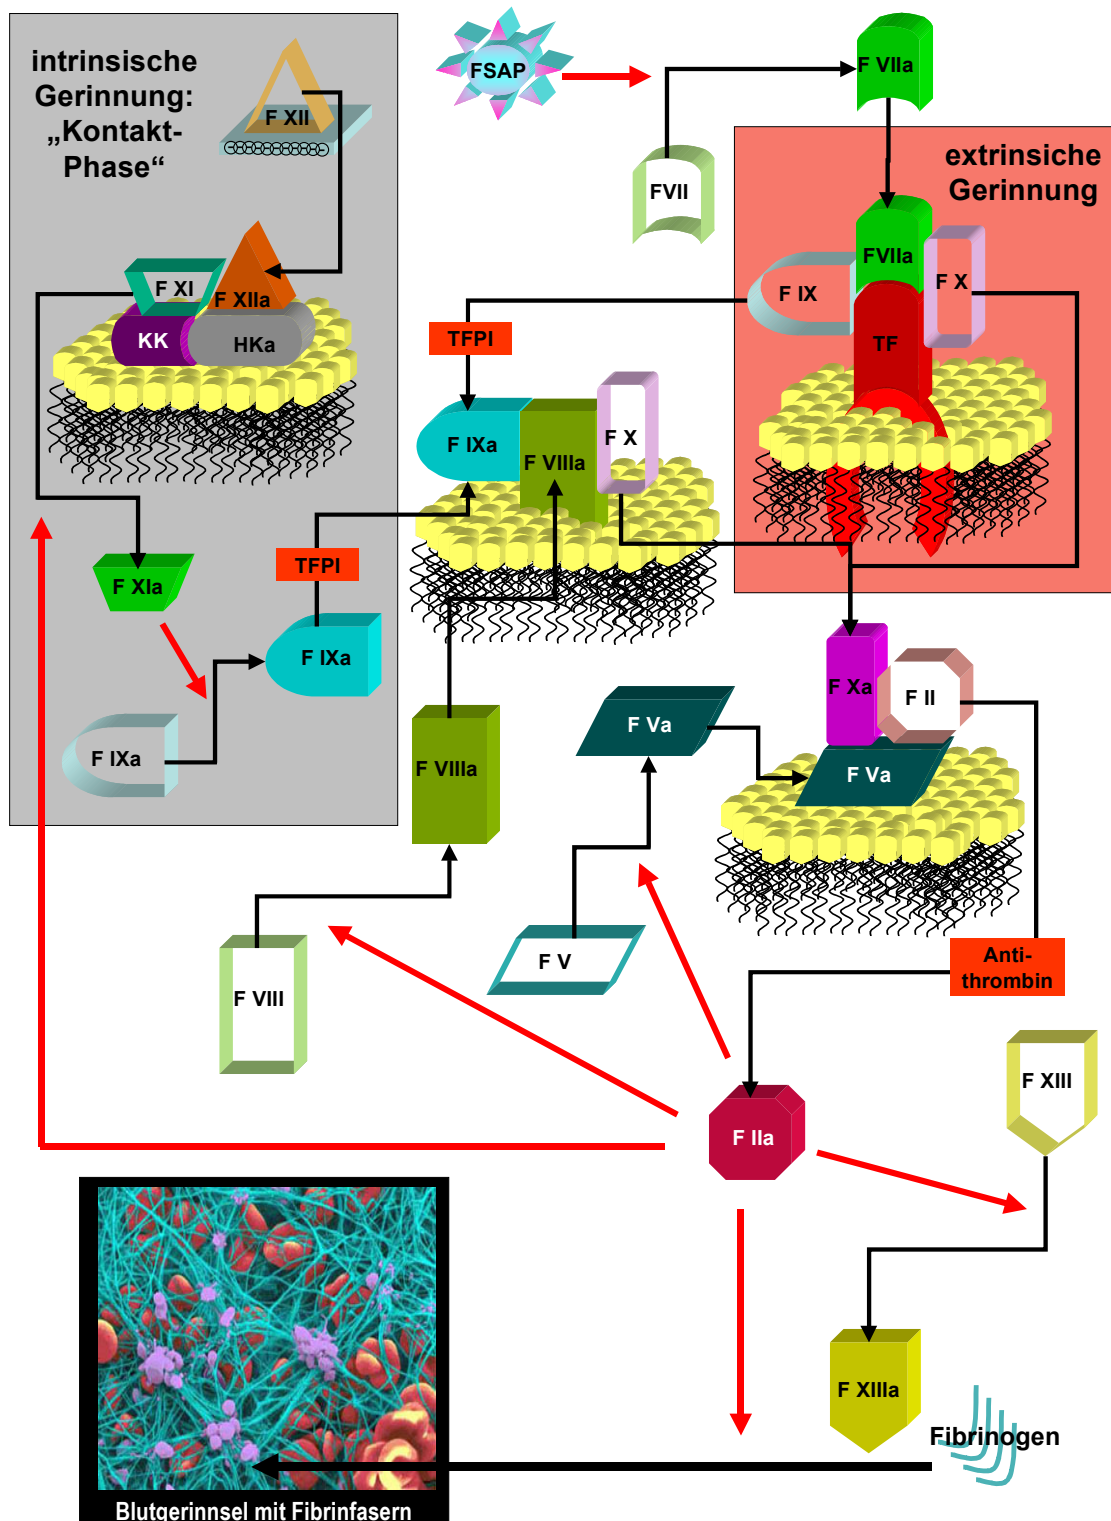 intrinsische
Gerinnung:
„Kontakt-
Phase“
F XII
F XI
F XIIa
KK
HKa
F XIa
TFPI
F IXa
F IXa
FSAP
F VIIa
FVII
extrinsiche
Gerinnung
FVIIa
F IX
F X
TF
TFPI
F IXa
F VIIIa
F X
F VIIIa
F VIII
F Va
F V
F Xa
F II
F Va
Anti-
thrombin
F IIa
F XIII
F XIIIa
Fibrinogen
Blutgerinnsel mit Fibrinfasern